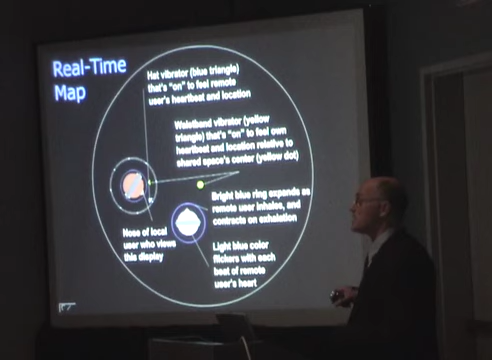 Real-Time
Map
Hat vibrator (blue triangle)
that's "on" to feel remote
user's heartbeat and location
Waistband vibrator (yellow
triangle) that's "on" to feel own
heartbeat and location relative to
shared space's center (yellow dot)
Bright blue ring expands as
remote user inhales, and
contracts on exhalation
Nose of local
user who views
this display
Light blue color
flickers with each
beat of remote
user's heart